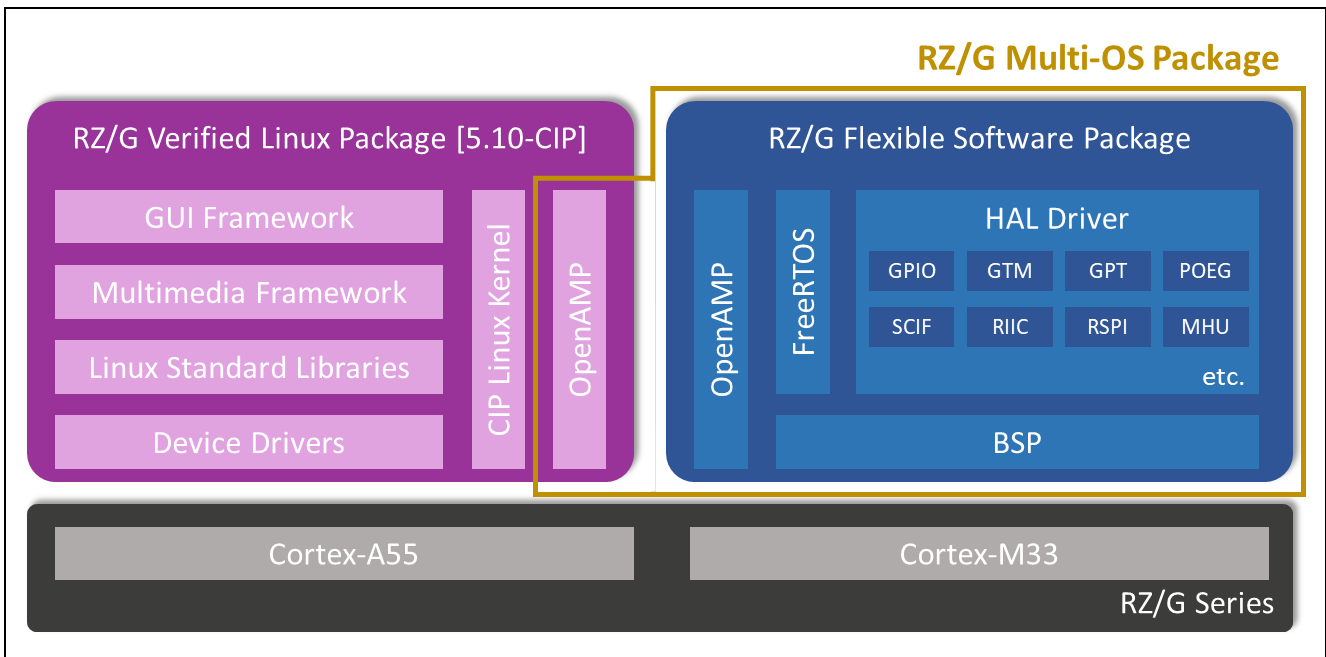 RZ/G Multi-OS Package
RZ/G Verified Linux Package [5.10-CIP]
GUI Framework
Multimedia Framework
Linux Standard Libraries
Device Drivers
CIP Linux Kernel
OpenAMP
RZ/G Flexible Software Package
OpenAMP
FreeRTOS
HAL Driver
GPIO
GTM
GPT
POEG
SCIF
RIIC
RSPI
MHU
etc.
BSP
Cortex-A55
Cortex-M33
RZ/G Series